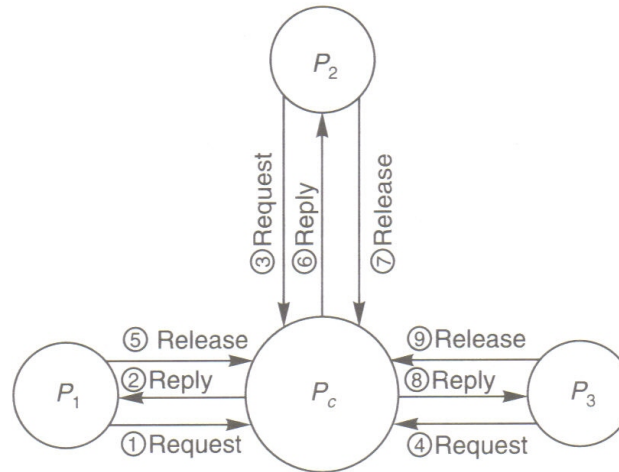 P2
③Request
⑥Reply
⑦Release
⑤ Release
⑨Release
②Reply
⑧Reply
P1
Pc
P3
①Request
④Request